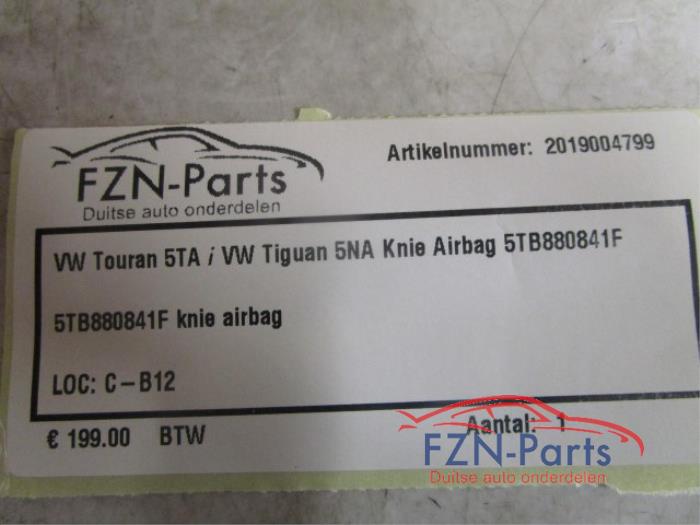 FZN-Parts
Duitse auto onderdelen
Artikelnummer: 2019004799
VW Touran 5TA / VW Tiguan 5NA Knie Airbag 5TB880841F
5TB880841F knie airbag
LOC: C-B12
€ 199.00 BTW
Aantal: 1
FZN-Parts
Duitse auto onderdelen